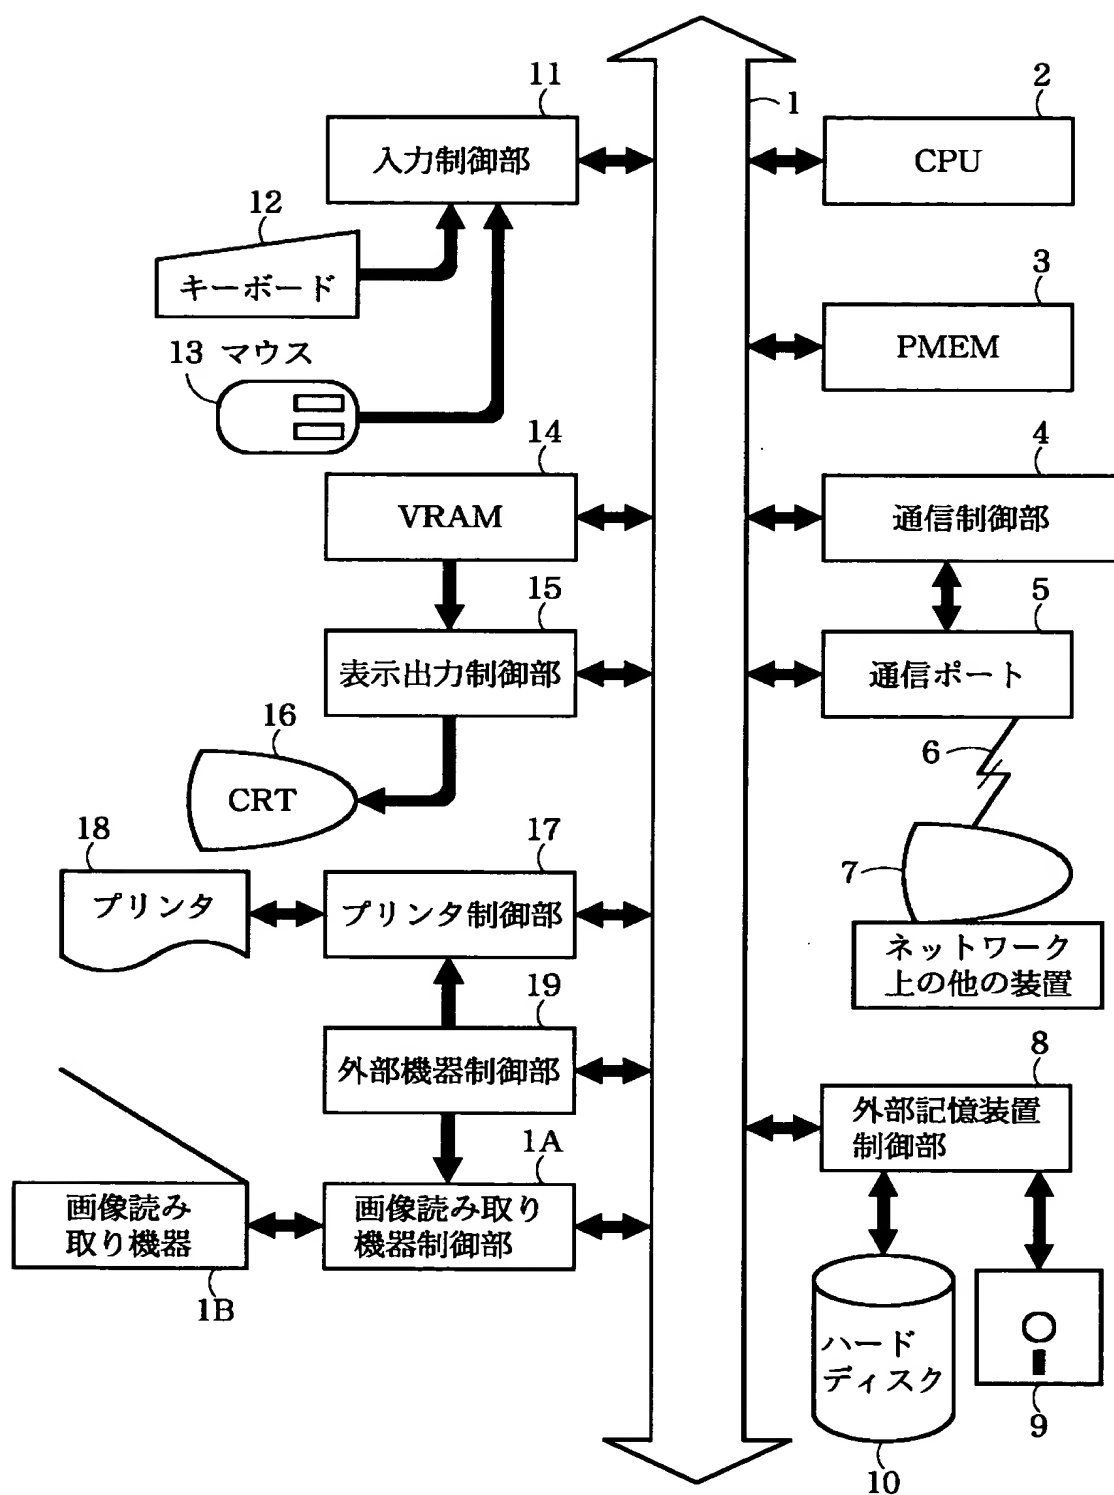 11
入力制御部
12
キーボード
13 マウス
14
VRAM
15
表示出力制御部
16
CRT
18
プリンタ
17
プリンタ制御部
19
外部機器制御部
1A
画像読み取り
機器制御部
画像読み
取り機器
1B
1
2
CPU
3
PMEM
4
通信制御部
5
通信ポート
6
7
ネットワーク
上の他の装置
8
外部記憶装置
制御部
ハード
ディスク
10
9